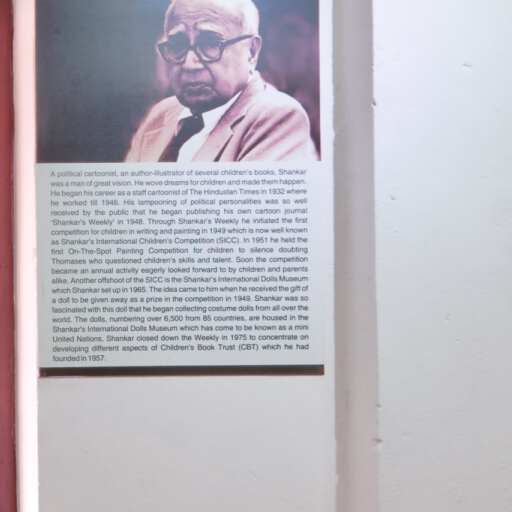 A political cartoonist, an author-illustrator of several children's books, Shankar
was a man of great vision. He wove dreams for children and made them happen.
He began his career as a staff cartoonist of The Hindustan Times in 1932 where
he worked till 1946. His lampooning of political personalities was so well
received by the public that he began publishing his own cartoon journal
'Shankar's Weekly' in 1948. Through Shankar's Weekly he initiated the first
competition for children in writing and painting in 1949 which is now well known
as Shankar's International Children's Competition (SICC). In 1951 he held the
first On-The-Spot Painting Competition for children to silence doubting
Thomases who questioned children's skills and talent. Soon the competition
became an annual activity eagerly looked forward to by children and parents
alike. Another offshoot of the SICC is the Shankar's International Dolls Museum
which Shankar set up in 1965. The idea came to him when he received the gift of
a doll to be given away as a prize in the competition in 1949. Shankar was so
fascinated with this doll that he began collecting costume dolls from all over the
world. The dolls, numbering over 6,500 from 85 countries, are housed in the
Shankar's International Dolls Museum which has come to be known as a mini
United Nations. Shankar closed down the Weekly in 1975 to concentrate on
developing different aspects of Children's Book Trust (CBT) which he had
founded in 1957.